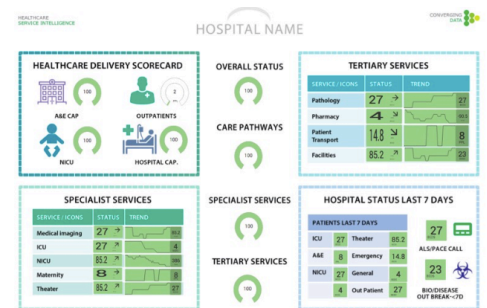 HEALTHCARE
SERVICE INTELLIGENCE
HOSPITAL NAME
CONVERGING
DATA
HEALTHCARE DELIVERY SCORECARD
100
A&E CAP
OUTPATIENTS
100
NICU
100
HOSPITAL CAP.
OVERALL STATUS
100
CARE PATHWAYS
100
TERTIARY SERVICES
SERVICE / ICONS STATUS TREND
Pathology 27 → 27
Pharmacy 4 ↘
Patient
Transport 14.8 ↘ 8
Facilities 85.2 ↗ 23
SPECIALIST SERVICES
SERVICE / ICONS STATUS TREND
Medical imaging 27 → 85.2
ICU 27 ↗ 4
NICU 85.2 ↗
Maternity 8 → 8
Theater 85.2 ↗ 27
SPECIALIST SERVICES
100
TERTIARY SERVICES
100
HOSPITAL STATUS LAST 7 DAYS
PATIENTS LAST 7 DAYS
ICU 27 Theater 85.2
A&E 8 Emergency 14.8
NICU 27 General 4
4 Out Patient 27
27
ALS/PACE CALL
23
BIO/DISEASE
OUT BREAK-<7D